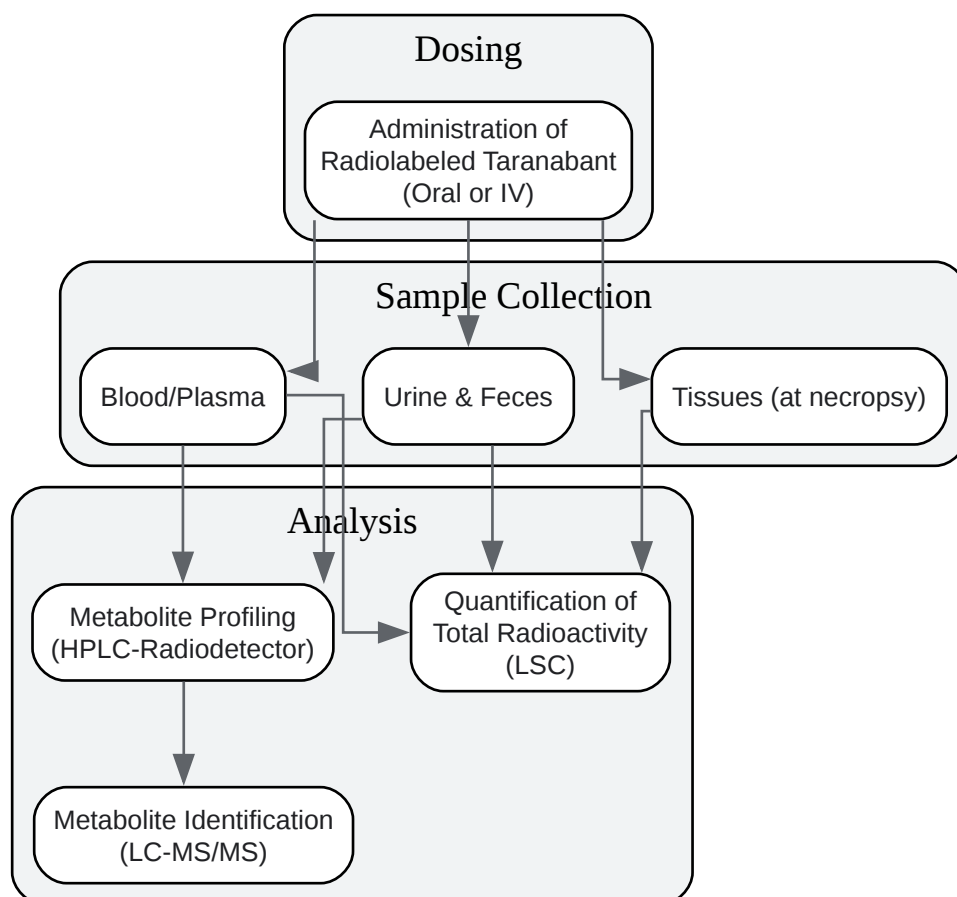 Dosing
Administration of
Radiolabeled Taranabant
(Oral or IV)
Sample Collection
Blood/Plasma
Urine & Feces
Tissues (at necropsy)
Analysis
Metabolite Profiling
(HPLC-Radiodetector)
Quantification of
Total Radioactivity
(LSC)
Metabolite Identification
(LC-MS/MS)